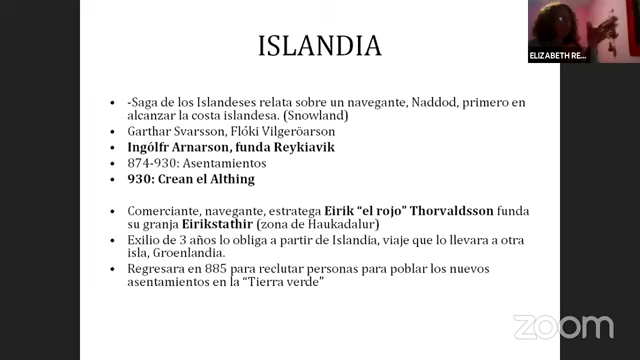 ISLANDIA
ELIZABETH RE...
• -Saga de los Islandeses relata sobre un navegante, Naddod, primero en
alcanzar la costa islandesa. (Snowland)
• Garthar Svarsson, Flóki Vilgeröarson
• Ingólfr Arnarson, funda Reykiavik
• 874-930: Asentamientos
• 930: Crean el Althing
• Comerciante, navegante, estratega Eirik “el rojo” Thorvaldsson funda
su granja Eirikstathir (zona de Haukadalur)
• Exilio de 3 años lo obliga a partir de Islandia, viaje que lo llevara a otra
isla, Groenlandia.
• Regresara en 885 para reclutar personas para poblar los nuevos
asentamientos en la “Tierra verde”
zoom